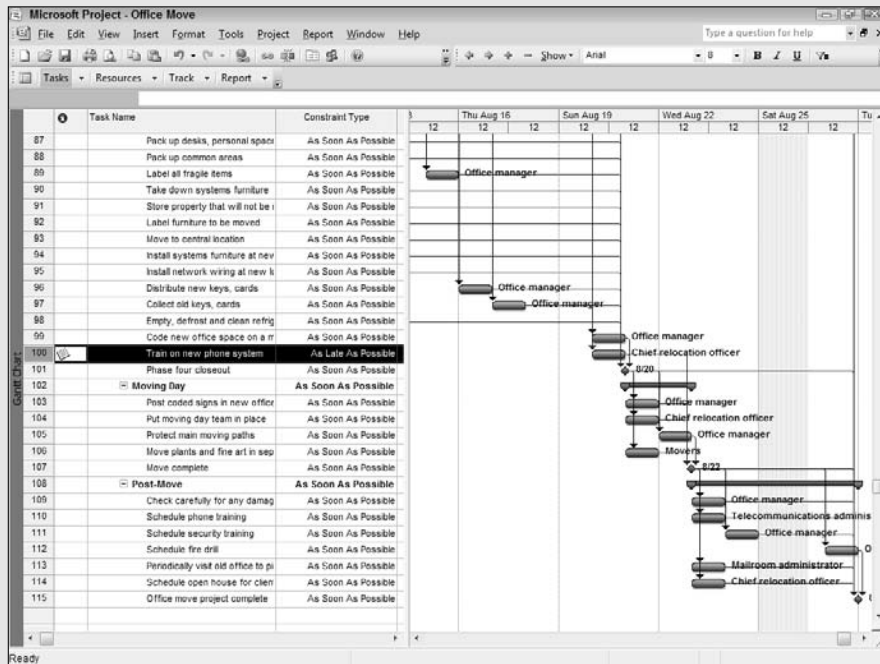 Microsoft Project - Office Move
File Edit View Insert Format Tools Project Report Window Help
Type a question for help
Show Arial 8 B I U
Tasks Resources Track Report
Task Name Constraint Type Thu Aug 16 Sun Aug 19 Wed Aug 22 Sat Aug 25 Tu
12 12 12 12 12 12 12 12 12
87 Pack up desks, personal space As Soon As Possible
88 Pack up common areas As Soon As Possible
89 Label all fragile items As Soon As Possible Office manager
90 Take down systems furniture As Soon As Possible
91 Store property that will not be As Soon As Possible
92 Label furniture to be moved As Soon As Possible
93 Move to central location As Soon As Possible
94 Install systems furniture at new As Soon As Possible
95 Install network wiring at new As Soon As Possible
96 Distribute new keys, cards As Soon As Possible Office manager
97 Collect old keys, cards As Soon As Possible Office manager
98 Empty, defrost and clean refrig As Soon As Possible
99 Code new office space on a m As Soon As Possible Office manager
100 Train on new phone system As Late As Possible Chief relocation officer
101 Phase four closeout As Soon As Possible 8/20
102 Moving Day As Soon As Possible
103 Post coded signs in new office As Soon As Possible Office manager
104 Put moving day team in place As Soon As Possible Chief relocation officer
105 Protect main moving paths As Soon As Possible Office manager
106 Move plants and fine art in sep As Soon As Possible Movers
107 Move complete As Soon As Possible 8/22
108 Post-Move As Soon As Possible
109 Check carefully for any damag As Soon As Possible Office manager
110 Schedule phone training As Soon As Possible Telecommunications adminis
111 Schedule security training As Soon As Possible Office manager
112 Schedule fire drill As Soon As Possible O
113 Periodically visit old office to pi As Soon As Possible Mailroom administrator
114 Schedule open house for clien As Soon As Possible Chief relocation officer
115 Office move project complete As Soon As Possible
Gantt Chart
Ready